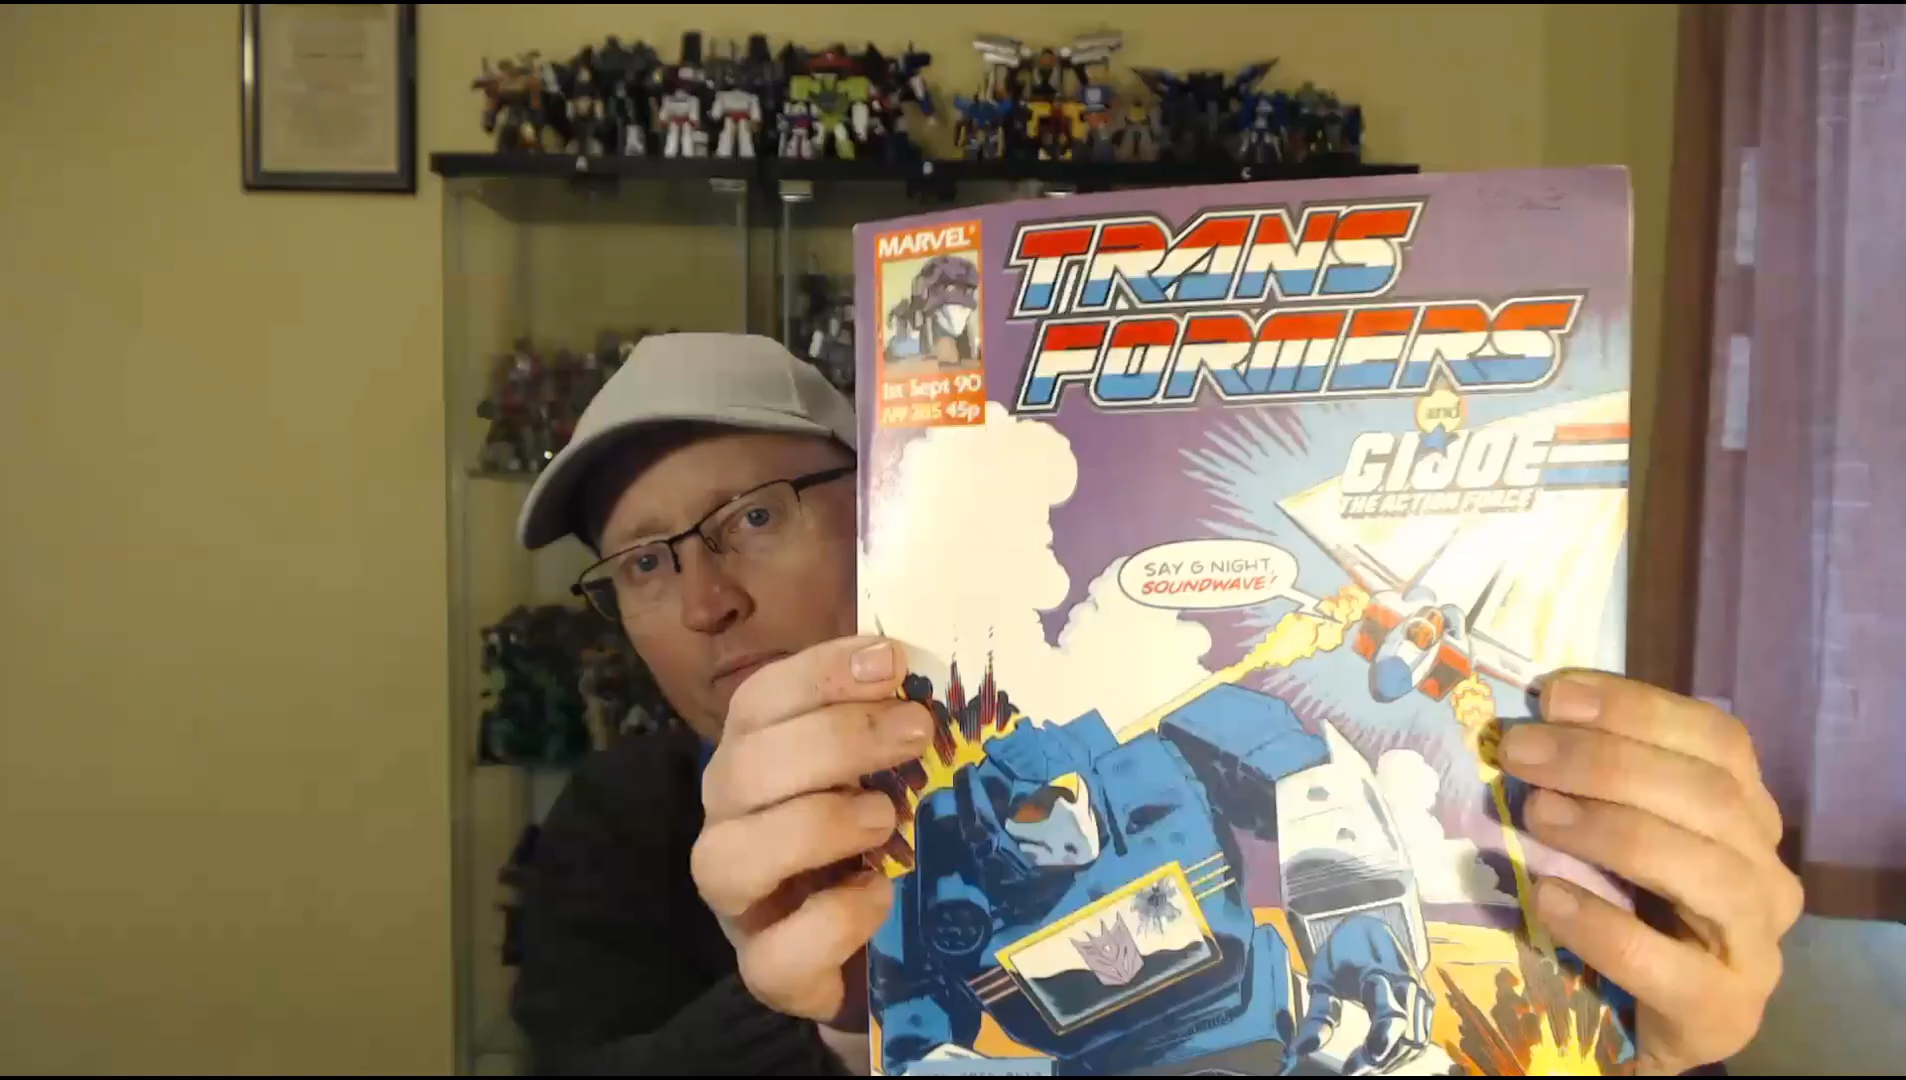 MARVEL
1st Sept 90
No 285 45p
TRANS
FORMERS
and
G.I. JOE
THE ACTION FORCE!
SAY G NIGHT,
SOUNDWAVE!
A
B
C